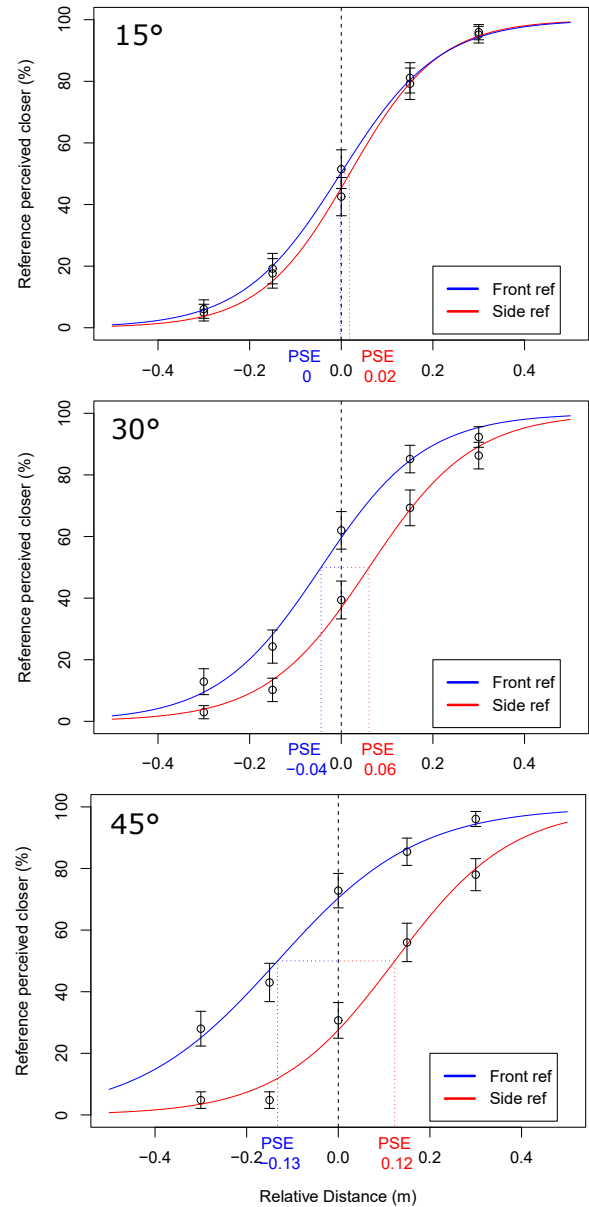 15°
Reference perceived closer (%)
100
80
60
40
20
0
Front ref
Side ref
−0.4 −0.2 0.0 0.2 0.4
PSE PSE
0 0.02
30°
Reference perceived closer (%)
100
80
60
40
20
0
Front ref
Side ref
−0.4 −0.2 0.0 0.2 0.4
PSE PSE
−0.04 0.06
45°
Reference perceived closer (%)
100
80
60
40
20
0
Front ref
Side ref
−0.4 −0.2 0.0 0.2 0.4
PSE PSE
−0.13 0.12
Relative Distance (m)